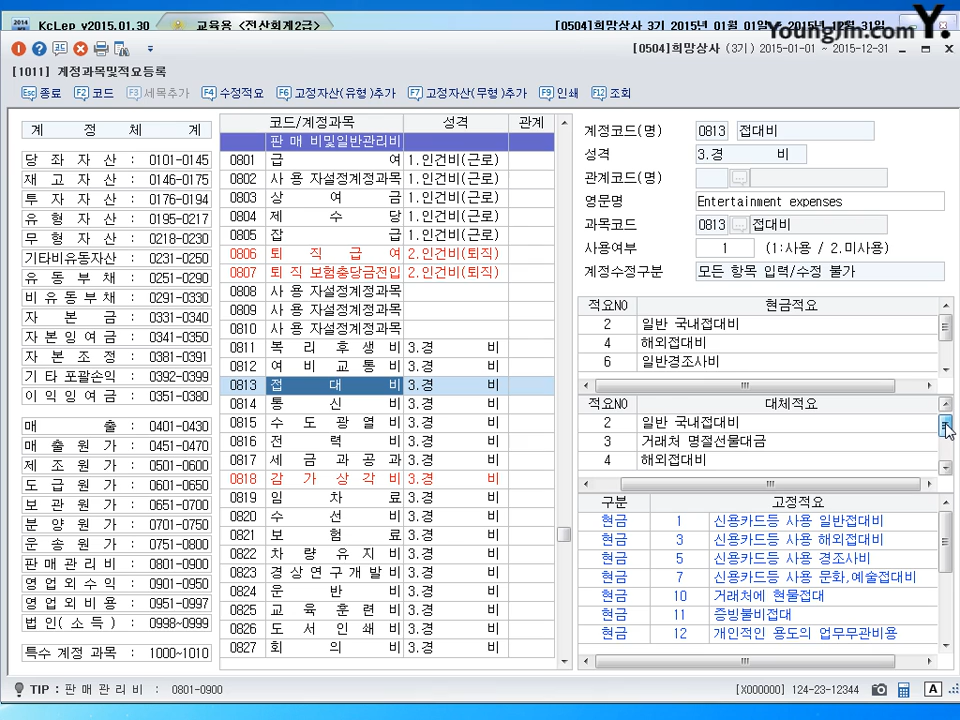 KcLep v2015.01.30 교육용 <전산회계2급> [0504]희망상사 3기 2015년 01월 01일 ~ 2015년 12월 31일
YoungJin.com Y.
[0504]희망상사 (3기) 2015-01-01 ~ 2015-12-31
[1011] 계정과목및적요등록
Esc 종료 F2 코드 F3 세목추가 F4 수정적요 F6 고정자산(유형)추가 F7 고정자산(무형)추가 F9 인쇄 F12 조회
계 정 체 계
당 좌 자 산 : 0101-0145
재 고 자 산 : 0146-0175
투 자 자 산 : 0176-0194
유 형 자 산 : 0195-0217
무 형 자 산 : 0218-0230
기타비유동자산 : 0231-0250
유 동 부 채 : 0251-0290
비 유 동 부 채 : 0291-0330
자 본 금 : 0331-0340
자 본 잉 여 금 : 0341-0350
자 본 조 정 : 0381-0391
기 타 포괄손익 : 0392-0399
이 익 잉 여 금 : 0351-0380
매 출 : 0401-0430
매 출 원 가 : 0451-0470
제 조 원 가 : 0501-0600
도 급 원 가 : 0601-0650
보 관 원 가 : 0651-0700
분 양 원 가 : 0701-0750
운 송 원 가 : 0751-0800
판 매 관 리 비 : 0801-0900
영 업 외 수 익 : 0901-0950
영 업 외 비 용 : 0951-0997
법 인 ( 소 득 ) : 0998~0999
특수 계정 과목 : 1000~1010
코드/계정과목 성격 관계
판 매 비및일반관리비
0801 급 여 1.인건비(근로)
0802 사 용 자설정계정과목 1.인건비(근로)
0803 상 여 금 1.인건비(근로)
0804 제 수 당 1.인건비(근로)
0805 잡 급 1.인건비(근로)
0806 퇴 직 급 여 2.인건비(퇴직)
0807 퇴 직 보험충당금전입 2.인건비(퇴직)
0808 사 용 자설정계정과목
0809 사 용 자설정계정과목
0810 사 용 자설정계정과목
0811 복 리 후 생 비 3.경 비
0812 여 비 교 통 비 3.경 비
0813 접 대 비 3.경 비
0814 통 신 비 3.경 비
0815 수 도 광 열 비 3.경 비
0816 전 력 비 3.경 비
0817 세 금 과 공 과 3.경 비
0818 감 가 상 각 비 3.경 비
0819 임 차 료 3.경 비
0820 수 선 비 3.경 비
0821 보 험 료 3.경 비
0822 차 량 유 지 비 3.경 비
0823 경 상 연 구 개 발 비 3.경 비
0824 운 반 비 3.경 비
0825 교 육 훈 련 비 3.경 비
0826 도 서 인 쇄 비 3.경 비
0827 회 의 비 3.경 비
계정코드(명) 0813 접대비
성격 3.경 비
관계코드(명)
영문명 Entertainment expenses
과목코드 0813 접대비
사용여부 1 (1:사용 / 2.미사용)
계정수정구분 모든 항목 입력/수정 불가
적요NO 현금적요
2 일반 국내접대비
4 해외접대비
6 일반경조사비
적요NO 대체적요
2 일반 국내접대비
3 거래처 명절선물대금
4 해외접대비
구분 고정적요
현금 1 신용카드등 사용 일반접대비
현금 3 신용카드등 사용 해외접대비
현금 5 신용카드등 사용 경조사비
현금 7 신용카드등 사용 문화,예술접대비
현금 10 거래처에 현물접대
현금 11 증빙불비접대
현금 12 개인적인 용도의 업무무관비용
TIP : 판 매 관 리 비 : 0801-0900 [X000000] 124-23-12344 A